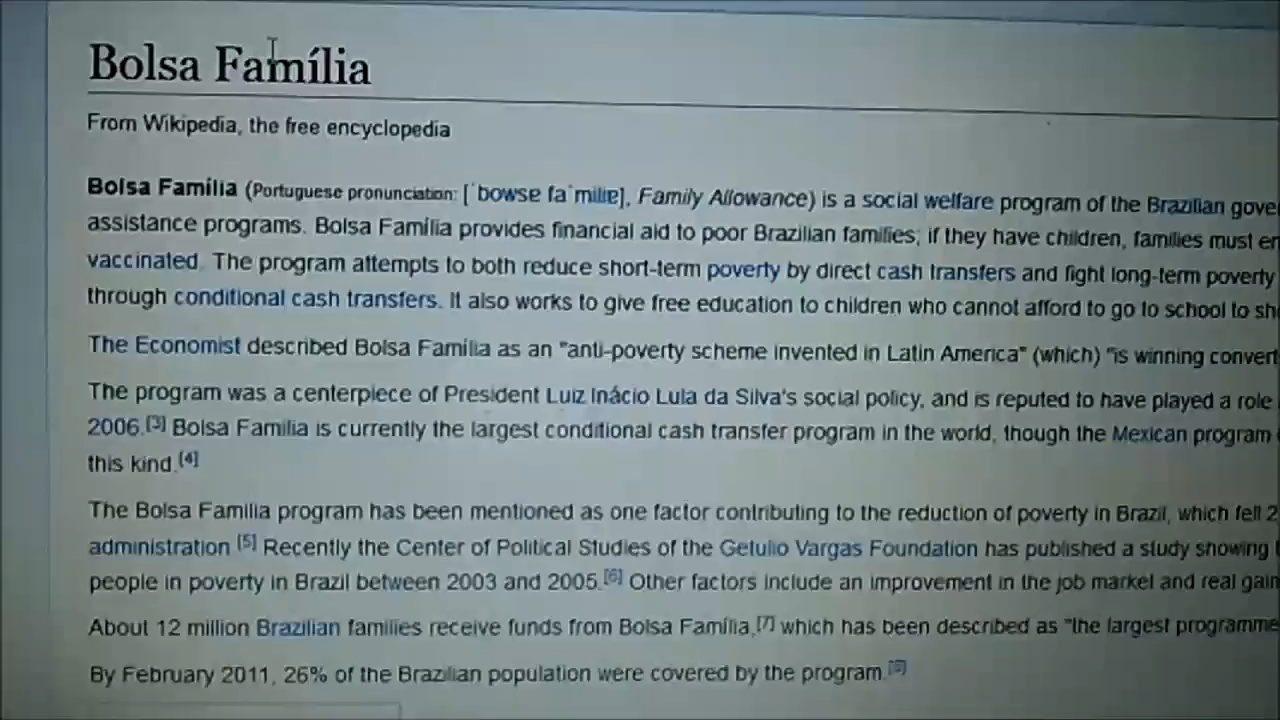 Bolsa Família
From Wikipedia, the free encyclopedia
Bolsa Família (Portuguese pronunciation: [ˈbowsɐ faˈmiliɐ], Family Allowance) is a social welfare program of the Brazilian
assistance programs. Bolsa Família provides financial aid to poor Brazilian families; if they have children, families must
vaccinated. The program attempts to both reduce short-term poverty by direct cash transfers and fight long-term poverty
through conditional cash transfers. It also works to give free education to children who cannot afford to go to school to
The Economist described Bolsa Família as an "anti-poverty scheme invented in Latin America" (which) "is winning
The program was a centerpiece of President Luiz Inácio Lula da Silva's social policy, and is reputed to have played a role
2006.[3] Bolsa Familia is currently the largest conditional cash transfer program in the world, though the Mexican program
this kind.[4]
The Bolsa Familia program has been mentioned as one factor contributing to the reduction of poverty in Brazil, which fell
administration.[5] Recently the Center of Political Studies of the Getulio Vargas Foundation has published a study showing
people in poverty in Brazil between 2003 and 2005.[6] Other factors include an improvement in the job market and real
About 12 million Brazilian families receive funds from Bolsa Família,[7] which has been described as "the largest programme
By February 2011, 26% of the Brazilian population were covered by the program.